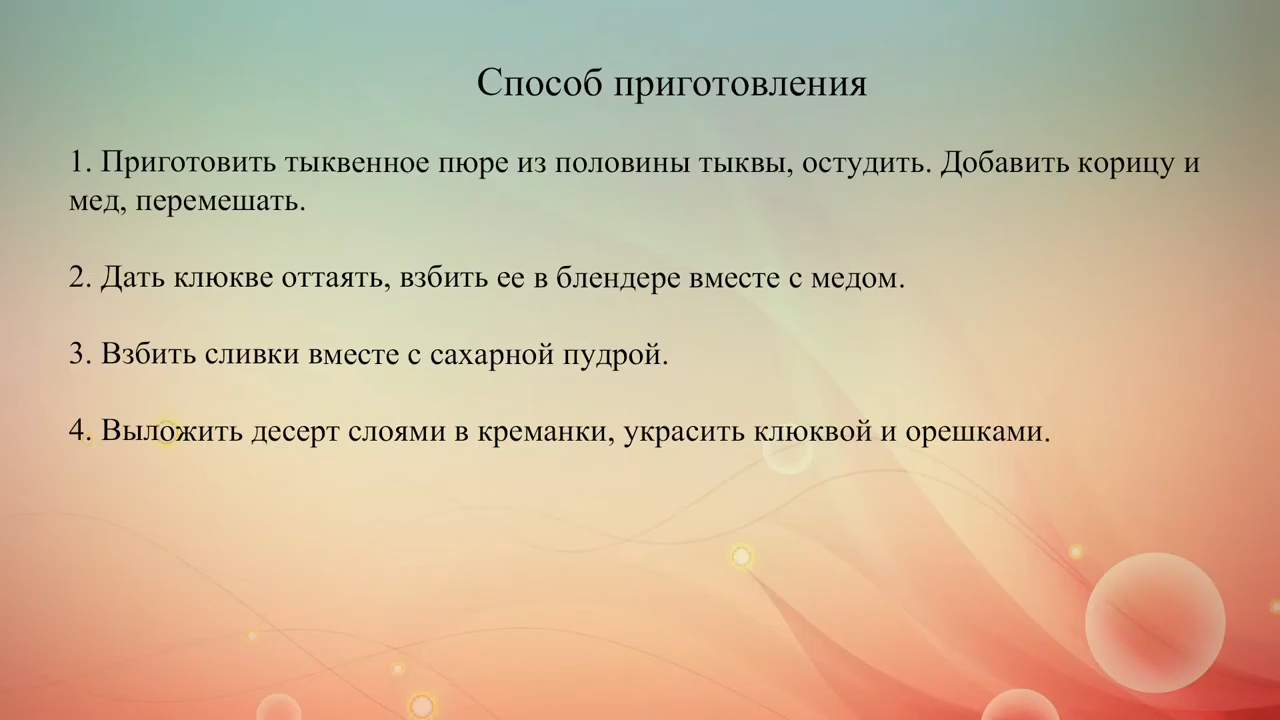 Способ приготовления
1. Приготовить тыквенное пюре из половины тыквы, остудить. Добавить корицу и
мед, перемешать.
2. Дать клюкве оттаять, взбить ее в блендере вместе с медом.
3. Взбить сливки вместе с сахарной пудрой.
4. Выложить десерт слоями в креманки, украсить клюквой и орешками.